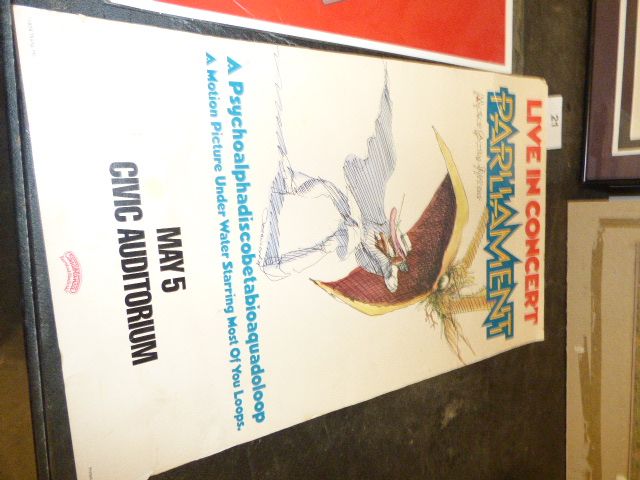 LIVE IN CONCERT
PARLIAMENT
A Psychoalphadiscobetabioaquadoloop
A Motion Picture Under Water Starring Most Of You Loops.
MAY 5
CIVIC AUDITORIUM
21